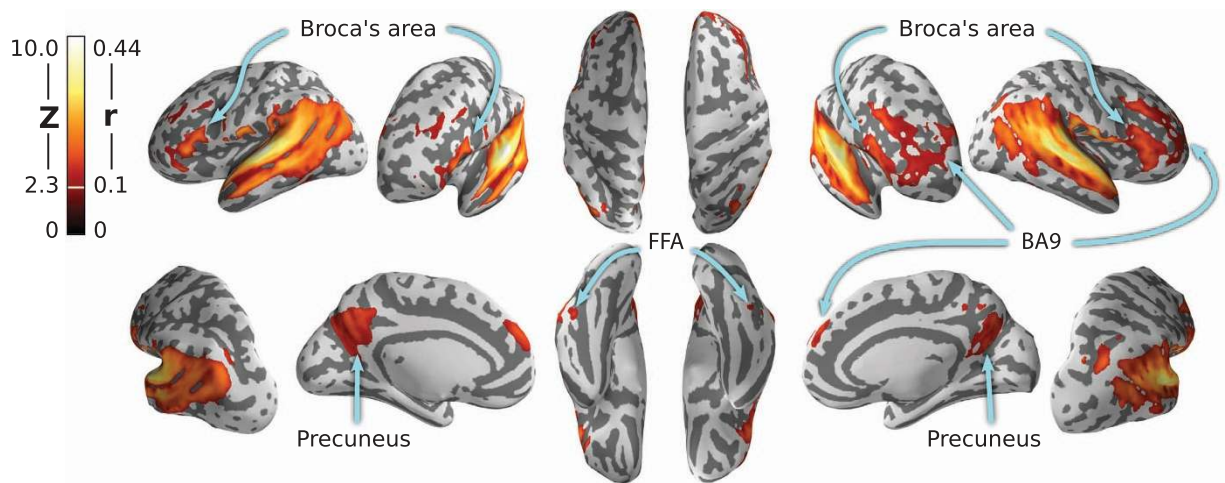 Broca's area
Broca's area
10.0
0.44
Z
r
2.3
0.1
0
0
FFA
BA9
Precuneus
Precuneus